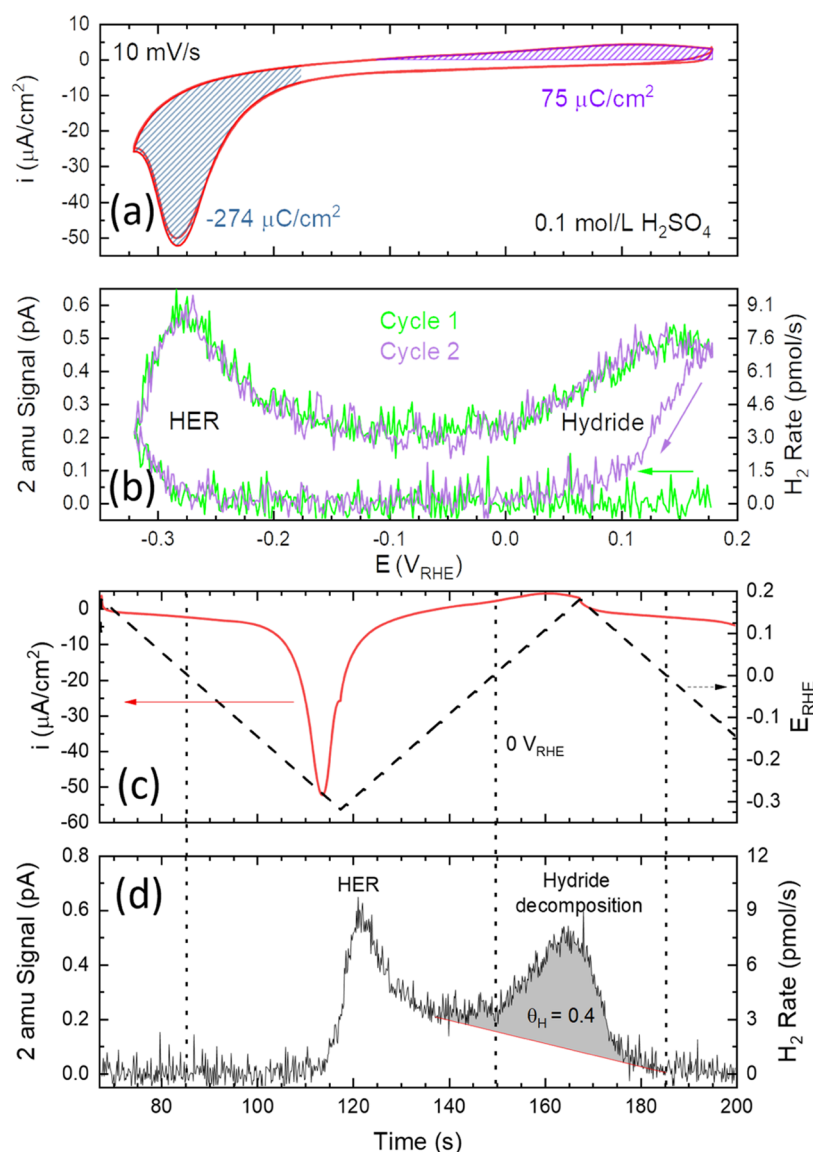 10
0
-10
-20
-30
-40
-50
i (μA/cm²)
10 mV/s
75 μC/cm²
-274 μC/cm²
0.1 mol/L H₂SO₄
(a)
0.6
0.5
0.4
0.3
0.2
0.1
0.0
2 amu Signal (pA)
Cycle 1
Cycle 2
HER
Hydride
(b)
9.1
7.6
6.1
4.6
3.0
1.5
0.0
H₂ Rate (pmol/s)
-0.3 -0.2 -0.1 0.0 0.1 0.2
E (V_RHE)
0
-10
-20
-30
-40
-50
-60
i (μA/cm²)
0 V_RHE
(c)
0.2
0.1
0.0
-0.1
-0.2
-0.3
E_RHE
0.8
0.6
0.4
0.2
0.0
2 amu Signal (pA)
(d)
HER
Hydride
decomposition
θ_H = 0.4
12
9
6
3
0
H₂ Rate (pmol/s)
80 100 120 140 160 180 200
Time (s)